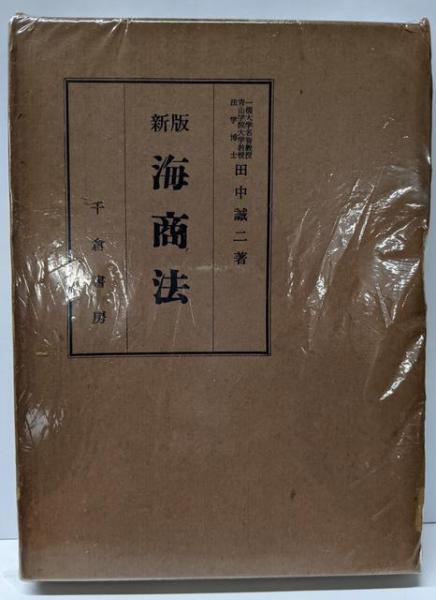 一橋大学名誉教授
青山学院大学教授
法学博士
田中誠二著
新版
海商法
千倉書房